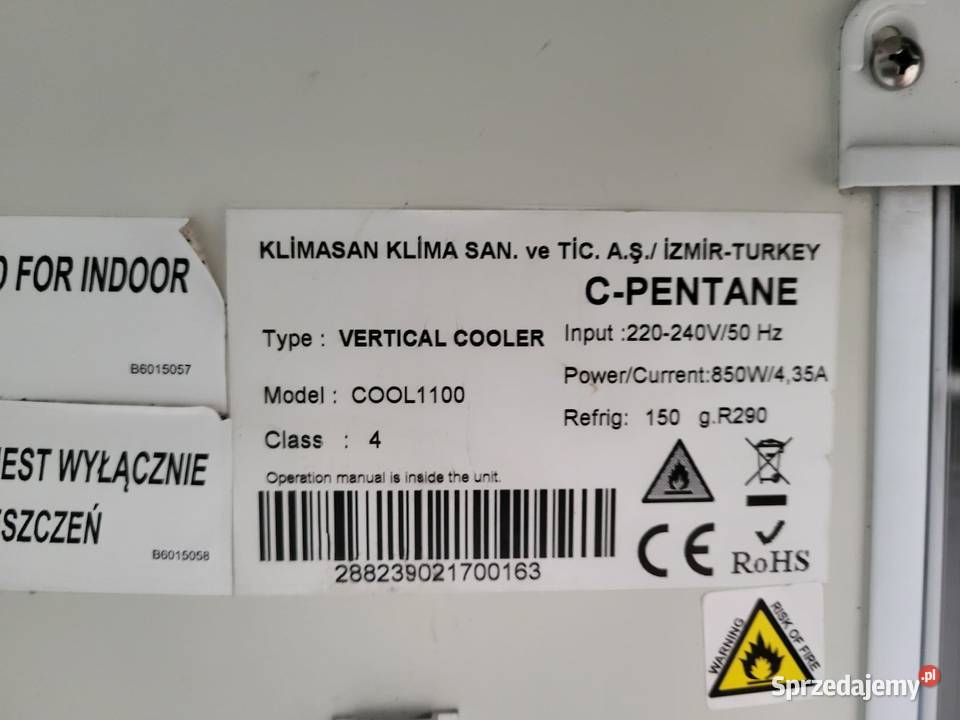 D FOR INDOOR
B6015057
JEST WYŁĄCZNIE
SZCZEŃ
B6015058
KLİMASAN KLİMA SAN. ve TİC. A.Ş./ İZMİR-TURKEY
C-PENTANE
Type : VERTICAL COOLER
Input :220-240V/50 Hz
Model : COOL1100
Power/Current:850W/4,35A
Class : 4
Refrig: 150 g.R290
Operation manual is inside the unit.
288239021700163
CE
RoHS
WARNING
RISK OF FIRE
Sprzedajemy.pl